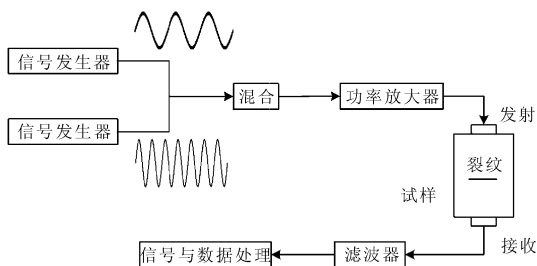 信号发生器
混合
功率放大器
发射
信号发生器
裂纹
试样
接收
信号与数据处理
滤波器